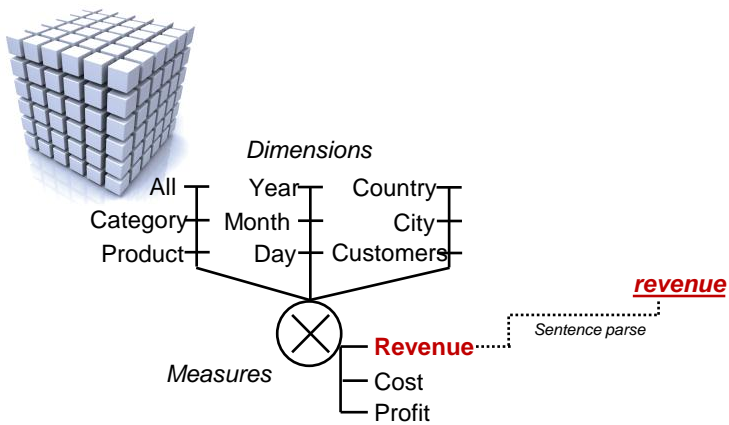 Dimensions
All Year Country
Category Month City
Product Day Customers
revenue
Sentence parse
Revenue
Measures
Cost
Profit